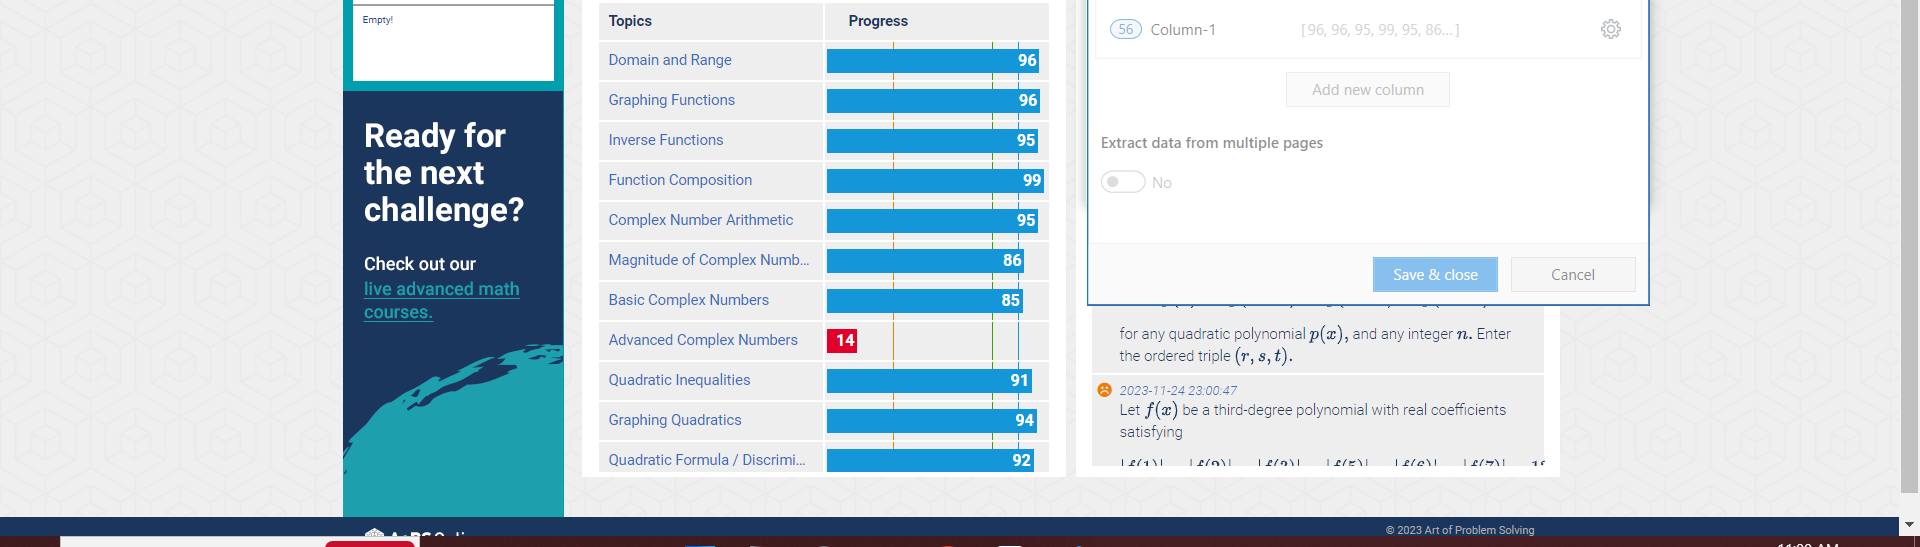 Empty!
Ready for
the next
challenge?
Check out our
live advanced math
courses.
Topics Progress
Domain and Range 96
Graphing Functions 96
Inverse Functions 95
Function Composition 99
Complex Number Arithmetic 95
Magnitude of Complex Numb... 86
Basic Complex Numbers 85
Advanced Complex Numbers 14
Quadratic Inequalities 91
Graphing Quadratics 94
Quadratic Formula / Discrimi... 92
56 Column-1 [96, 96, 95, 99, 95, 86...]
Add new column
Extract data from multiple pages
No
Save & close Cancel
for any quadratic polynomial p(x), and any integer n. Enter
the ordered triple (r, s, t).
2023-11-24 23:00:47
Let f(x) be a third-degree polynomial with real coefficients
satisfying
© 2023 Art of Problem Solving